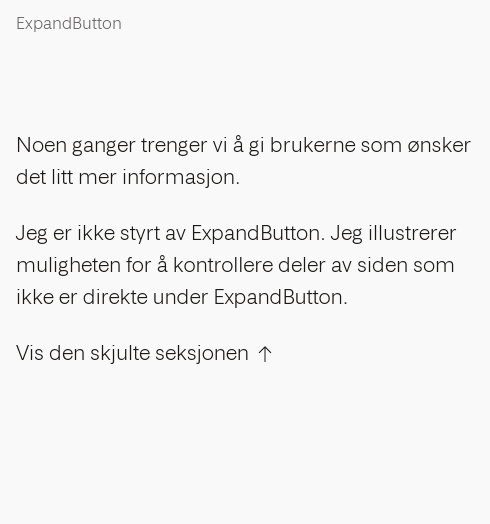 ExpandButton
Noen ganger trenger vi å gi brukerne som ønsker
det litt mer informasjon.
Jeg er ikke styrt av ExpandButton. Jeg illustrerer
muligheten for å kontrollere deler av siden som
ikke er direkte under ExpandButton.
Vis den skjulte seksjonen ↑